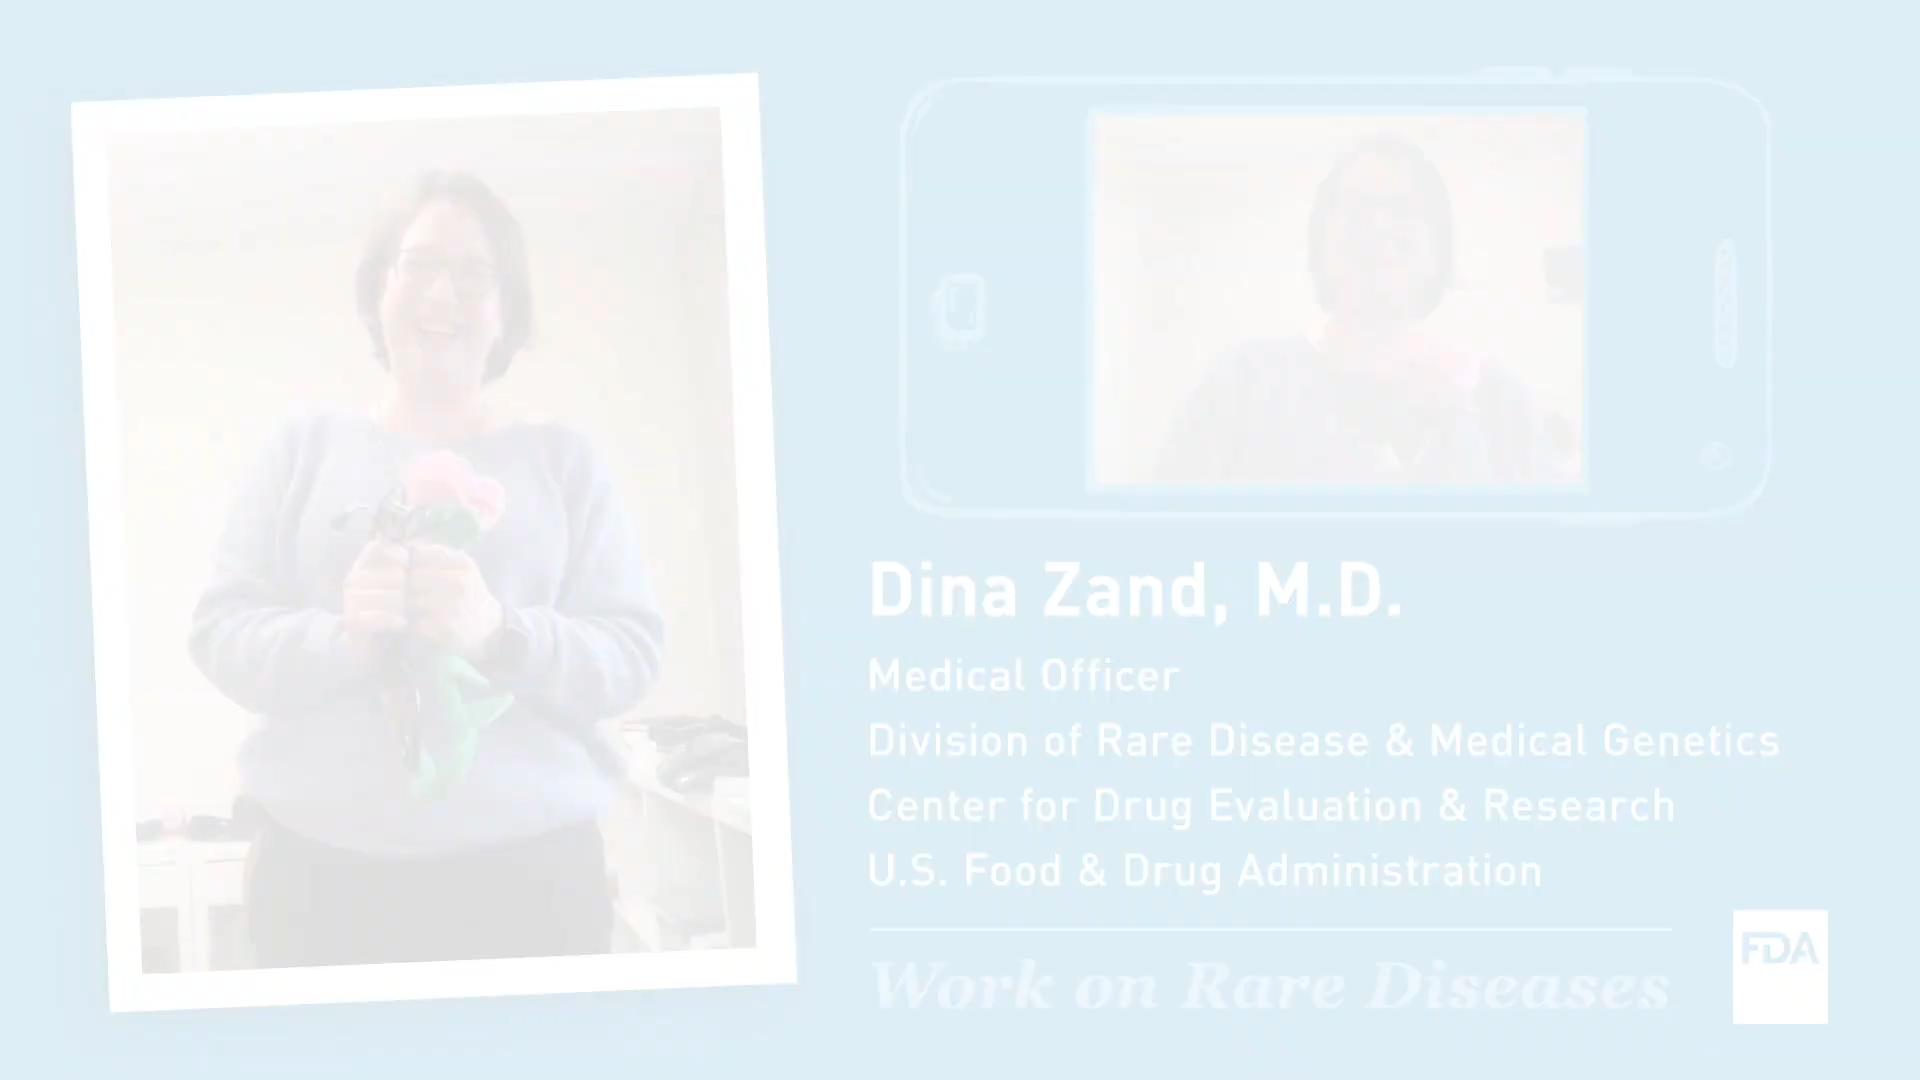 Dina Zand, M.D.
Medical Officer
Division of Rare Disease & Medical Genetics
Center for Drug Evaluation & Research
U.S. Food & Drug Administration
Work on Rare Diseases
FDA